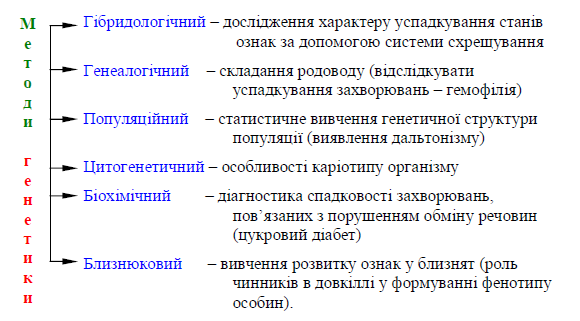 Методи генетики
Гібридологічний – дослідження характеру успадкування станів
ознак за допомогою системи схрещування
Генеалогічний – складання родоводу (відслідкувати
успадкування захворювань – гемофілія)
Популяційний – статистичне вивчення генетичної структури
популяції (виявлення дальтонізму)
Цитогенетичний – особливості каріотипу організму
Біохімічний – діагностика спадковості захворювань,
пов’язаних з порушенням обміну речовин
(цукровий діабет)
Близнюковий – вивчення розвитку ознак у близнят (роль
чинників в довкіллі у формуванні фенотипу
особин).